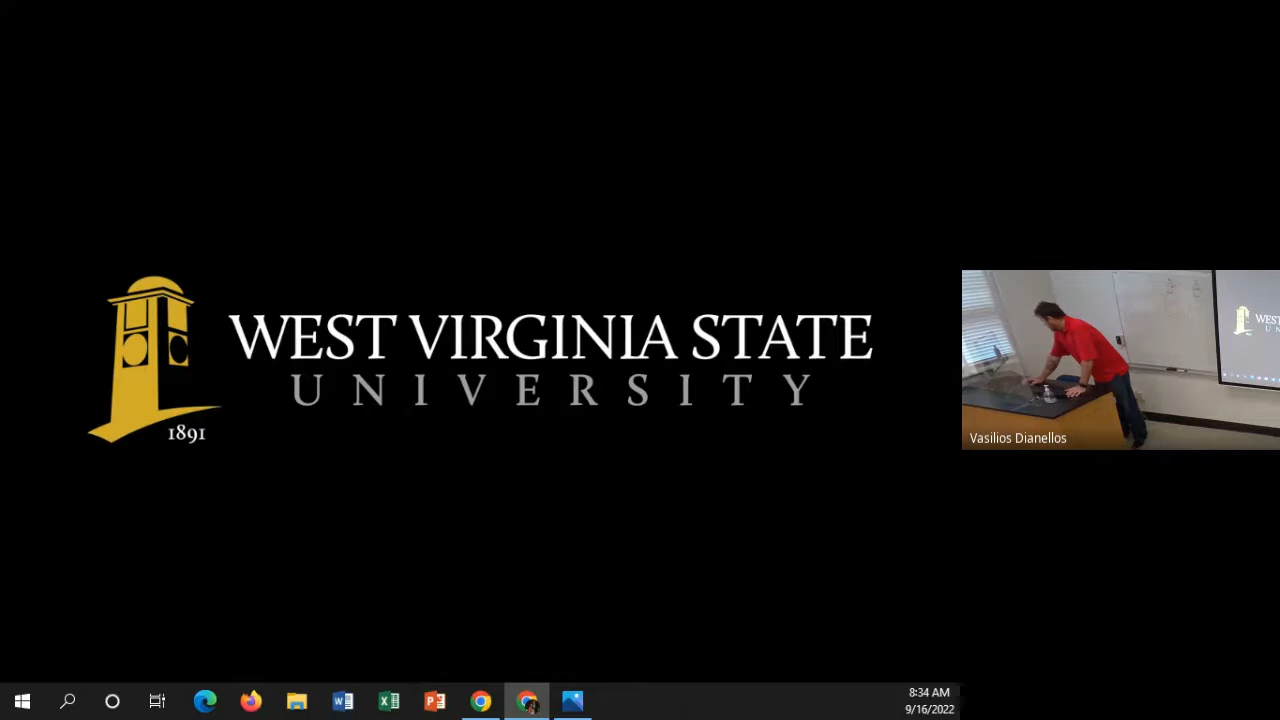 WEST VIRGINIA STATE
UNIVERSITY
1891
Vasilios Dianellos
8:34 AM
9/16/2022